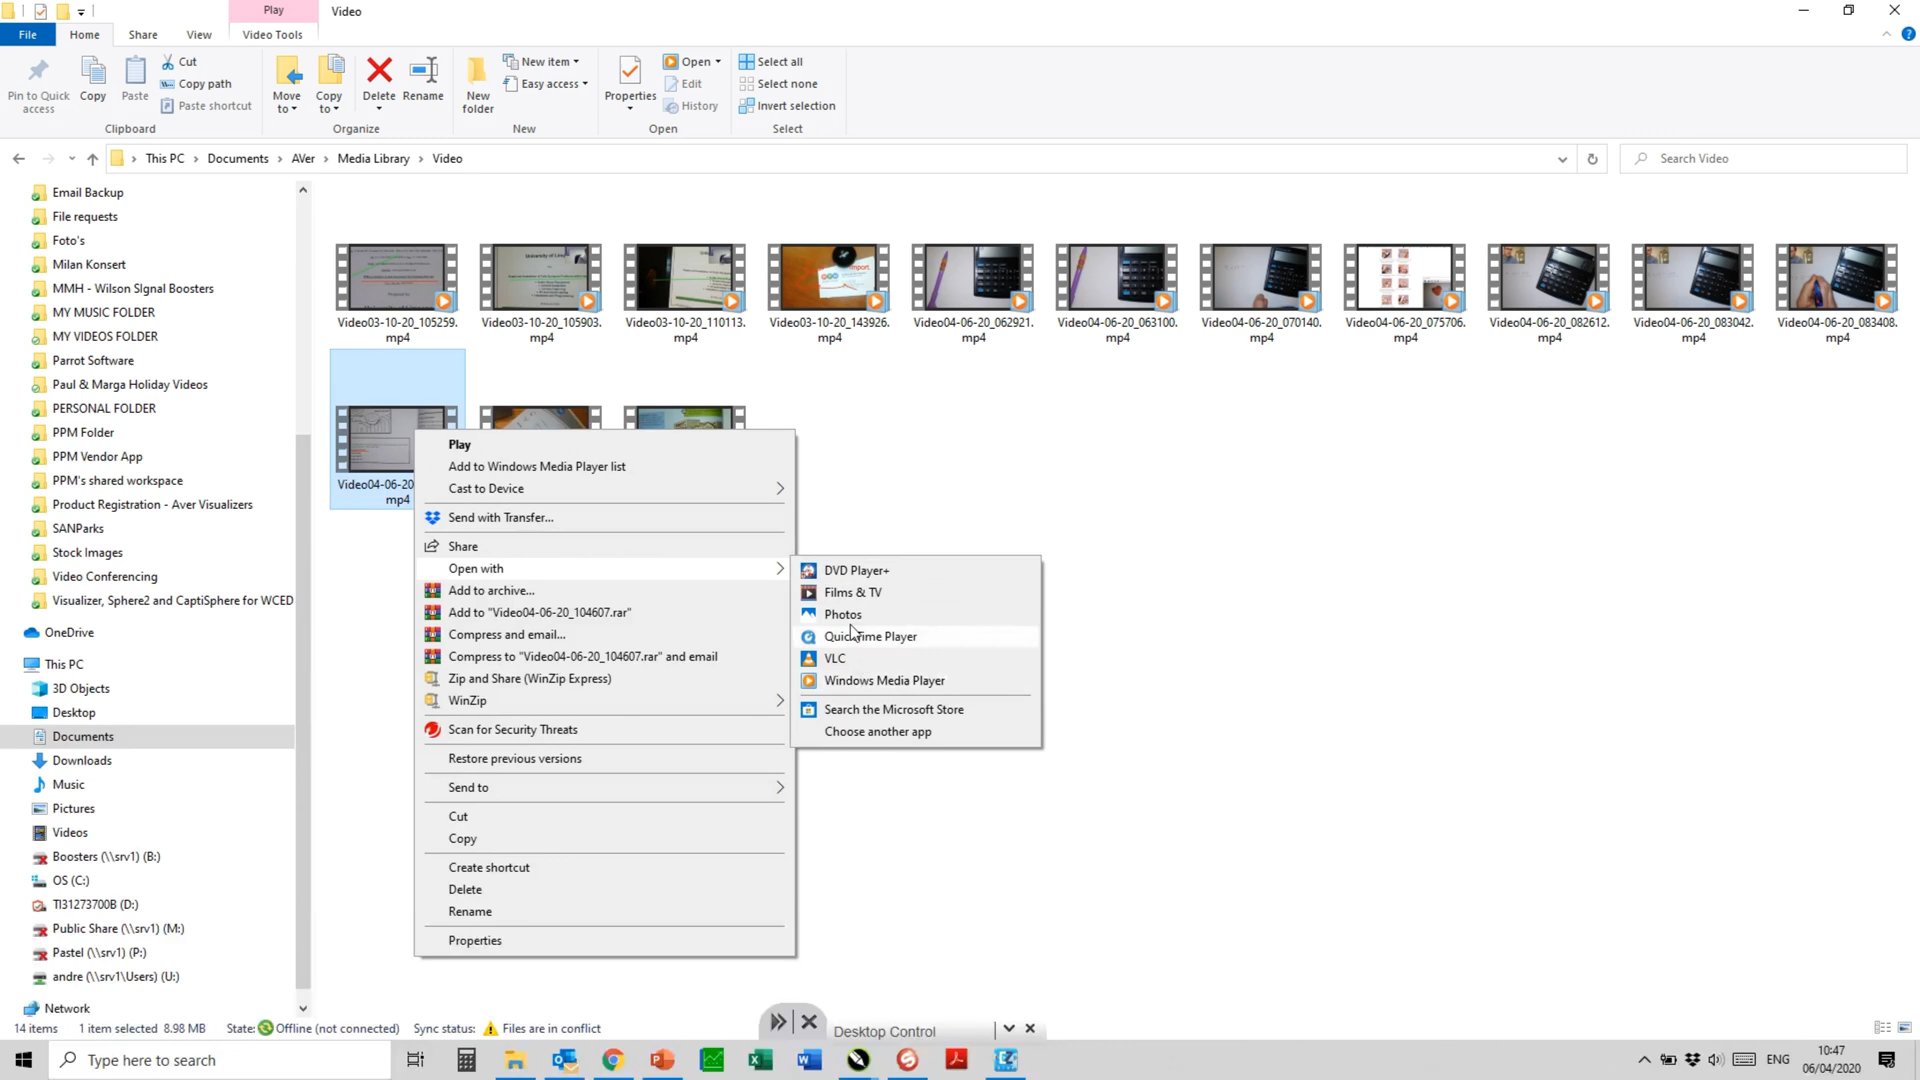 Play
Video
File
Home
Share
View
Video Tools
Pin to Quick access
Copy
Paste
Cut
Copy path
Paste shortcut
Clipboard
Move to
Copy to
Delete
Rename
Organize
New folder
New item
Easy access
New
Properties
Open
Edit
History
Open
Select all
Select none
Invert selection
Select
This PC > Documents > AVer > Media Library > Video
Search Video
Email Backup
File requests
Foto's
Milan Konsert
MMH - Wilson SIgnal Boosters
MY MUSIC FOLDER
MY VIDEOS FOLDER
Parrot Software
Paul & Marga Holiday Videos
PERSONAL FOLDER
PPM Folder
PPM Vendor App
PPM's shared workspace
Product Registration - Aver Visualizers
SANParks
Stock Images
Video Conferencing
Visualizer, Sphere2 and CaptiSphere for WCED
OneDrive
This PC
3D Objects
Desktop
Documents
Downloads
Music
Pictures
Videos
Boosters (\\srv1) (B:)
OS (C:)
TI31273700B (D:)
Public Share (\\srv1) (M:)
Pastel (\\srv1) (P:)
andre (\\srv1\Users) (U:)
Network
Video03-10-20_105259.mp4
Video03-10-20_105903.mp4
Video03-10-20_110113.mp4
Video03-10-20_143926.mp4
Video04-06-20_062921.mp4
Video04-06-20_063100.mp4
Video04-06-20_070140.mp4
Video04-06-20_075706.mp4
Video04-06-20_082612.mp4
Video04-06-20_083042.mp4
Video04-06-20_083408.mp4
Video04-06-20
mp4
Play
Add to Windows Media Player list
Cast to Device
Send with Transfer...
Share
Open with
Add to archive...
Add to "Video04-06-20_104607.rar"
Compress and email...
Compress to "Video04-06-20_104607.rar" and email
Zip and Share (WinZip Express)
WinZip
Scan for Security Threats
Restore previous versions
Send to
Cut
Copy
Create shortcut
Delete
Rename
Properties
DVD Player+
Films & TV
Photos
QuickTime Player
VLC
Windows Media Player
Search the Microsoft Store
Choose another app
14 items 1 item selected 8.98 MB State: Offline (not connected) Sync status: Files are in conflict
Desktop Control
Type here to search
ENG
10:47
06/04/2020